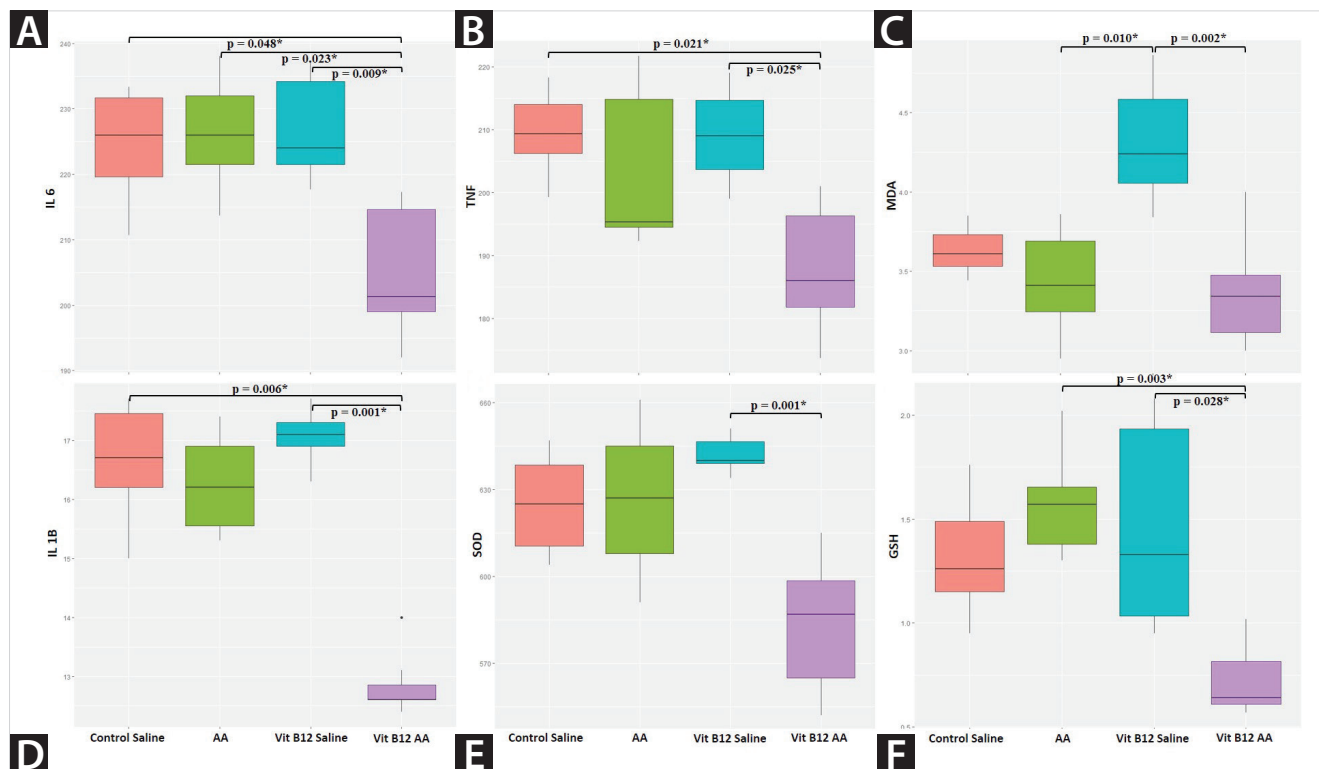 A
240
230
220
210
200
190
IL 6
p = 0.048*
p = 0.023*
p = 0.009*
B
220
210
200
190
180
TNF
p = 0.021*
p = 0.025*
C
4.5
4.0
3.5
3.0
MDA
p = 0.010*
p = 0.002*
17
16
15
14
13
IL 1B
p = 0.006*
p = 0.001*
Control Saline
AA
Vit B12 Saline
Vit B12 AA
D
660
630
600
570
SOD
p = 0.001*
Control Saline
AA
Vit B12 Saline
Vit B12 AA
E
2.0
1.5
1.0
0.5
GSH
p = 0.003*
p = 0.028*
Control Saline
AA
Vit B12 Saline
Vit B12 AA
F